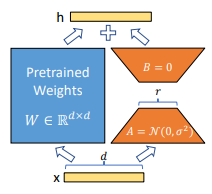 h
Pretrained
Weights
W ∈ ℝ^{d×d}
B = 0
r
A = 𝒩(0, σ²)
d
x